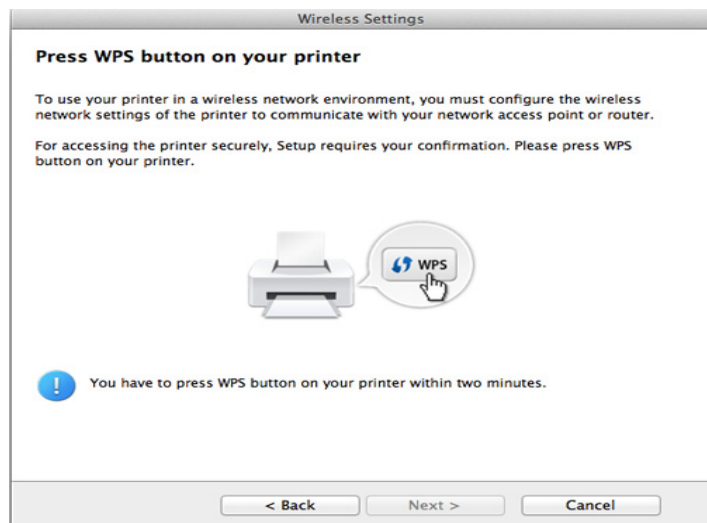 Wireless Settings
Press WPS button on your printer
To use your printer in a wireless network environment, you must configure the wireless
network settings of the printer to communicate with your network access point or router.
For accessing the printer securely, Setup requires your confirmation. Please press WPS
button on your printer.
WPS
You have to press WPS button on your printer within two minutes.
< Back
Next >
Cancel